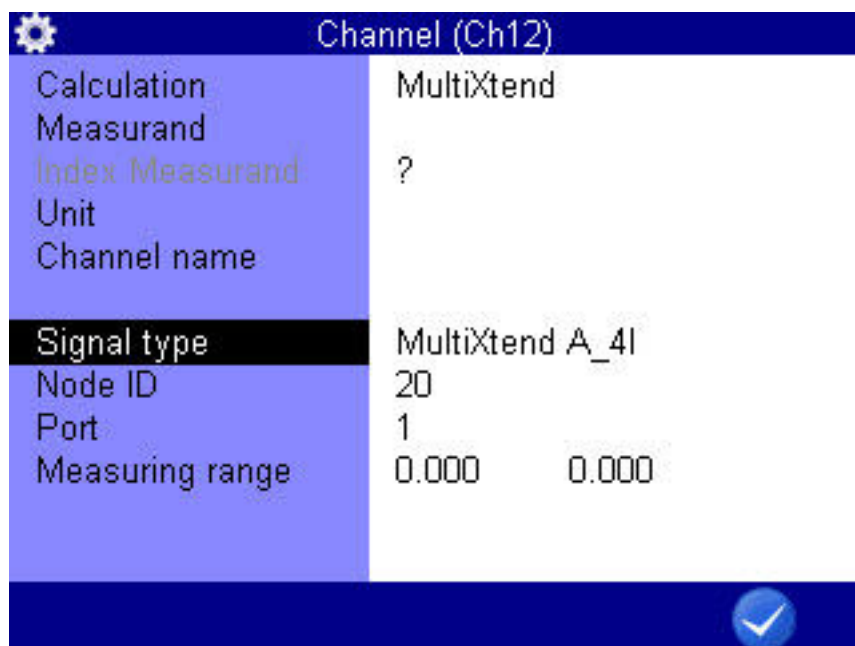 Channel (Ch12)
Calculation MultiXtend
Measurand
Index Measurand ?
Unit
Channel name
Signal type MultiXtend A_4I
Node ID 20
Port 1
Measuring range 0.000 0.000